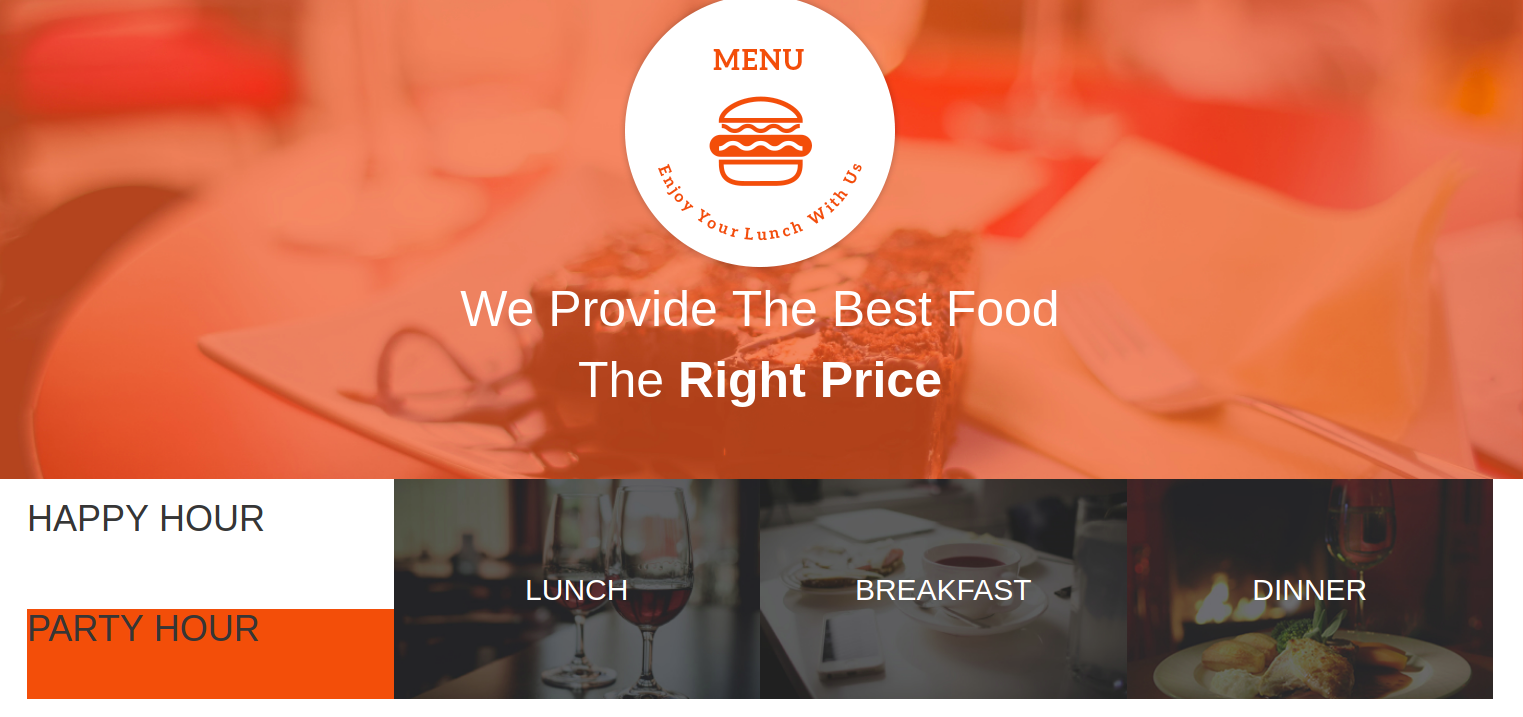 MENU
Enjoy Your Lunch With Us
We Provide The Best Food
The Right Price
HAPPY HOUR
PARTY HOUR
LUNCH
BREAKFAST
DINNER